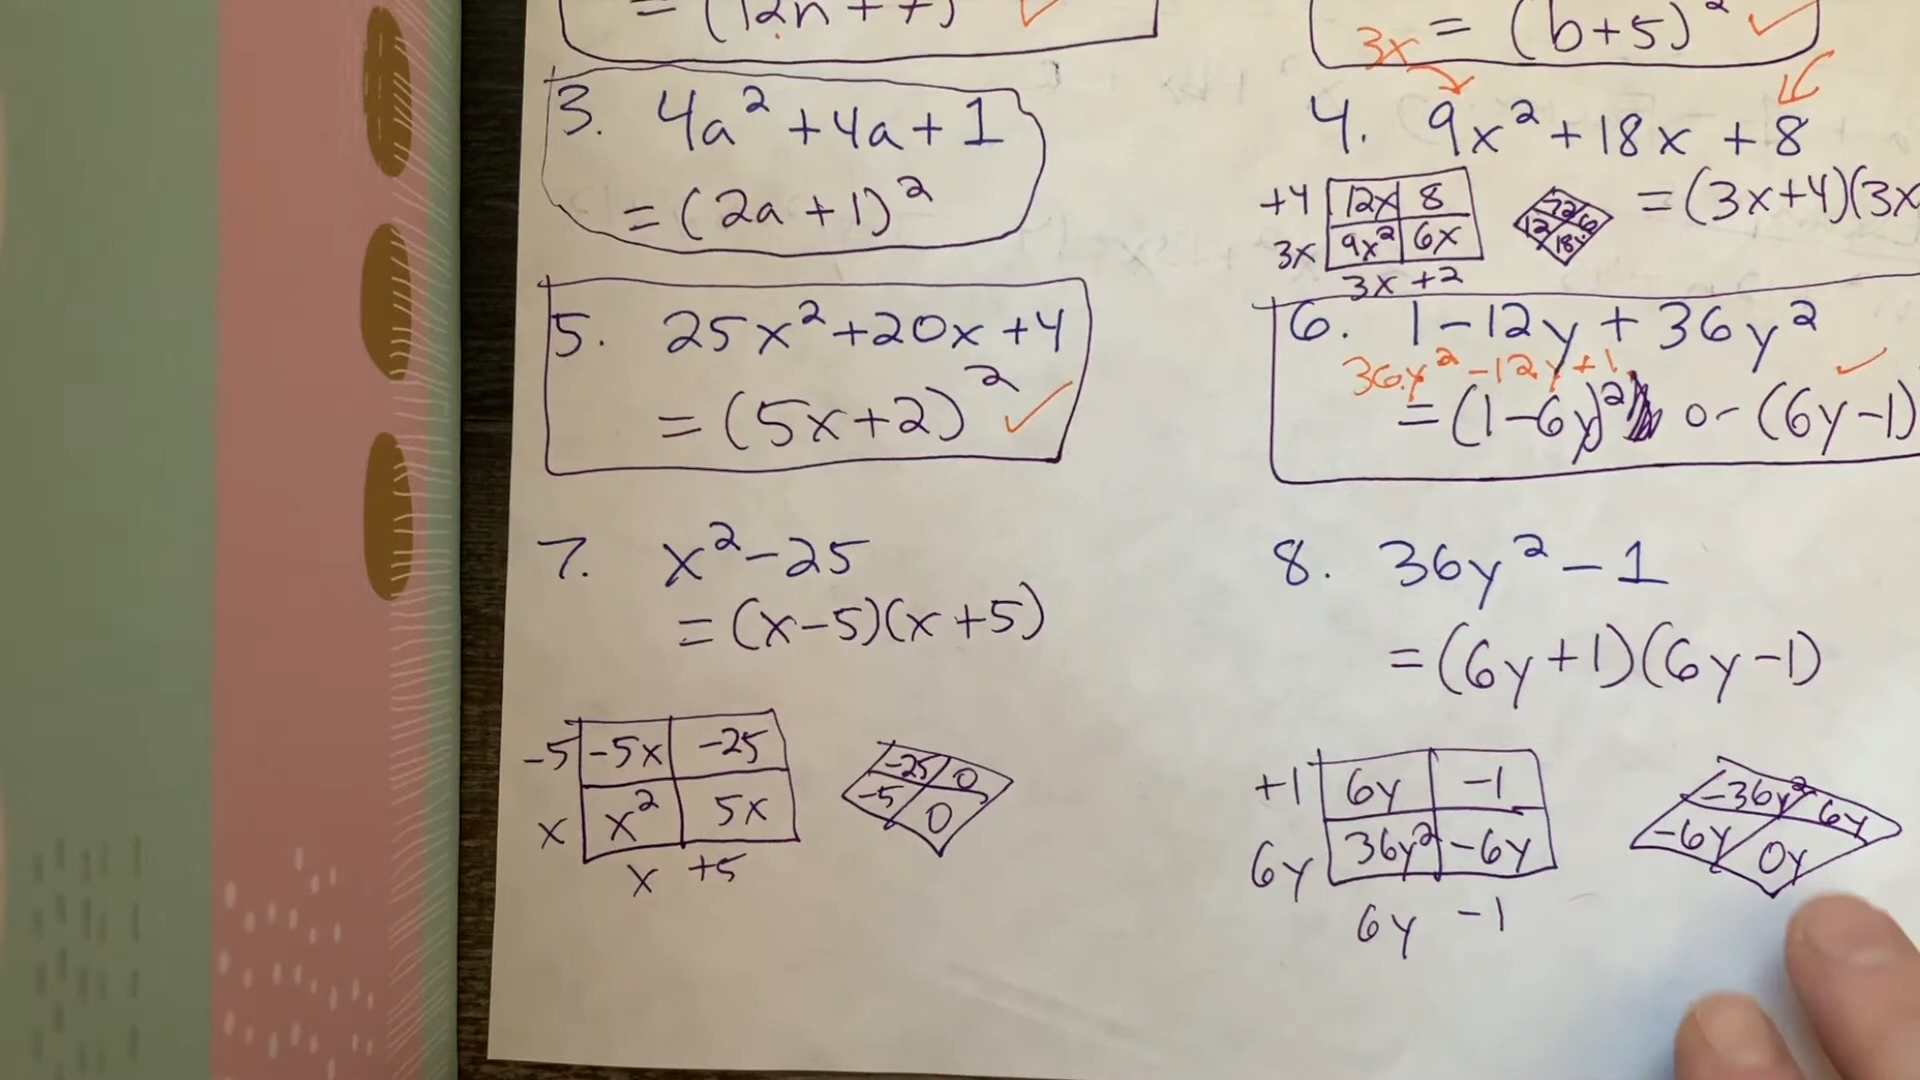 = (12n + 7)
3x = (b+5)²
3. 4a² + 4a + 1
= (2a + 1)²
4. 9x² + 18x + 8
= (3x+4)(3x
+4 12x 8
3x 9x² 6x
3x +2
72 6
12 18x
5. 25x² + 20x + 4
= (5x+2)²
6. 1 - 12y + 36y²
36y² - 12y + 1
= (1-6y)² or (6y-1)
7. x² - 25
= (x-5)(x+5)
-5 -5x -25
x x² 5x
x +5
-25 0
-5 0
8. 36y² - 1
= (6y+1)(6y-1)
+1 6y -1
6y 36y² -6y
6y -1
-36y² 6y
-6y 0y